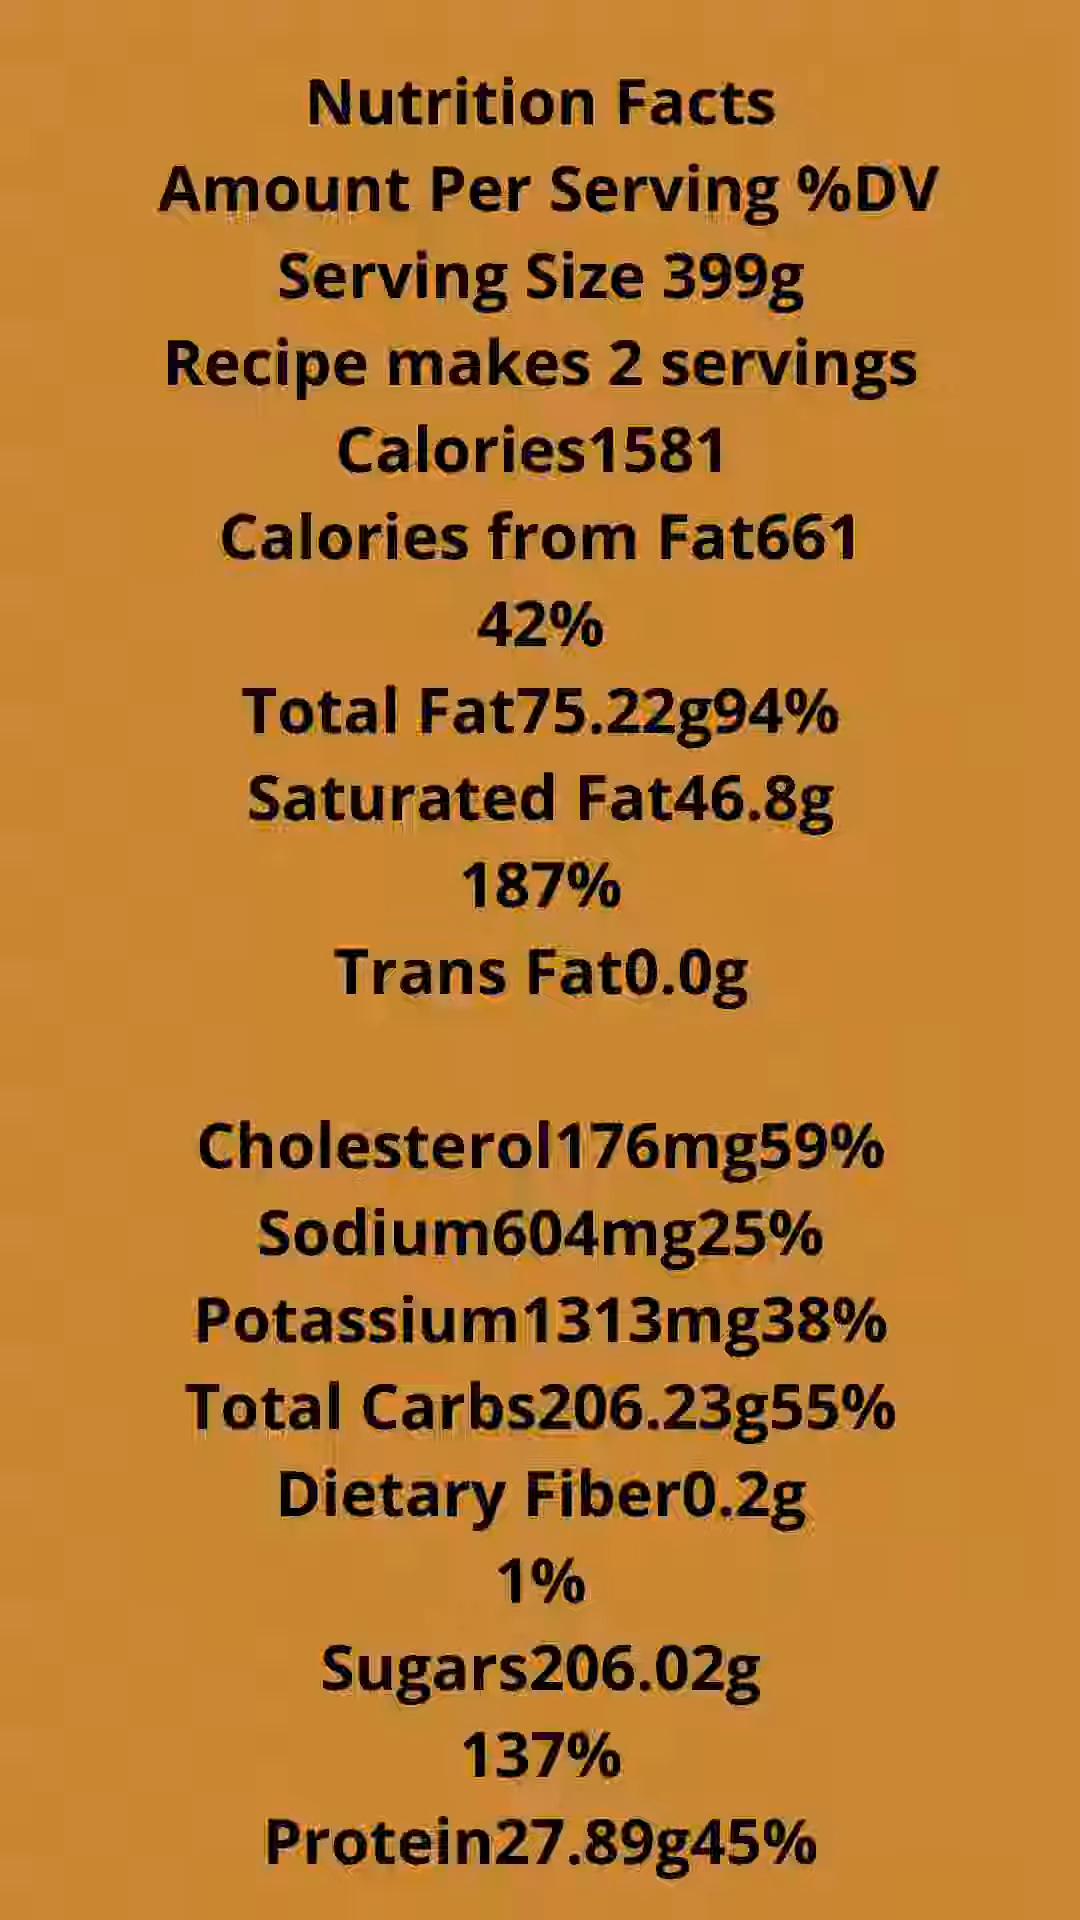 Nutrition Facts
Amount Per Serving %DV
Serving Size 399g
Recipe makes 2 servings
Calories1581
Calories from Fat661
42%
Total Fat75.22g94%
Saturated Fat46.8g
187%
Trans Fat0.0g
Cholesterol176mg59%
Sodium604mg25%
Potassium1313mg38%
Total Carbs206.23g55%
Dietary Fiber0.2g
1%
Sugars206.02g
137%
Protein27.89g45%